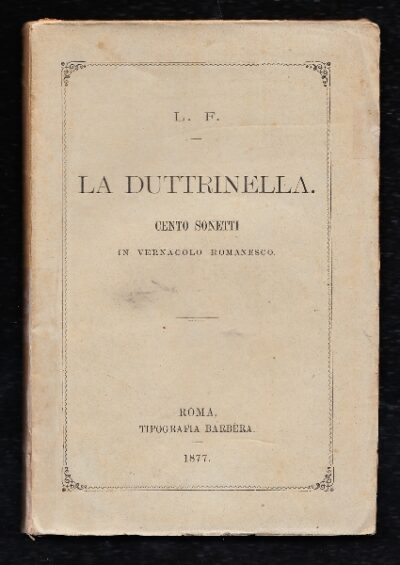 L. F.
LA DUTTRINELLA.
CENTO SONETTI
IN VERNACOLO ROMANESCO.
ROMA,
TIPOGRAFIA BARBÈRA.
1877.